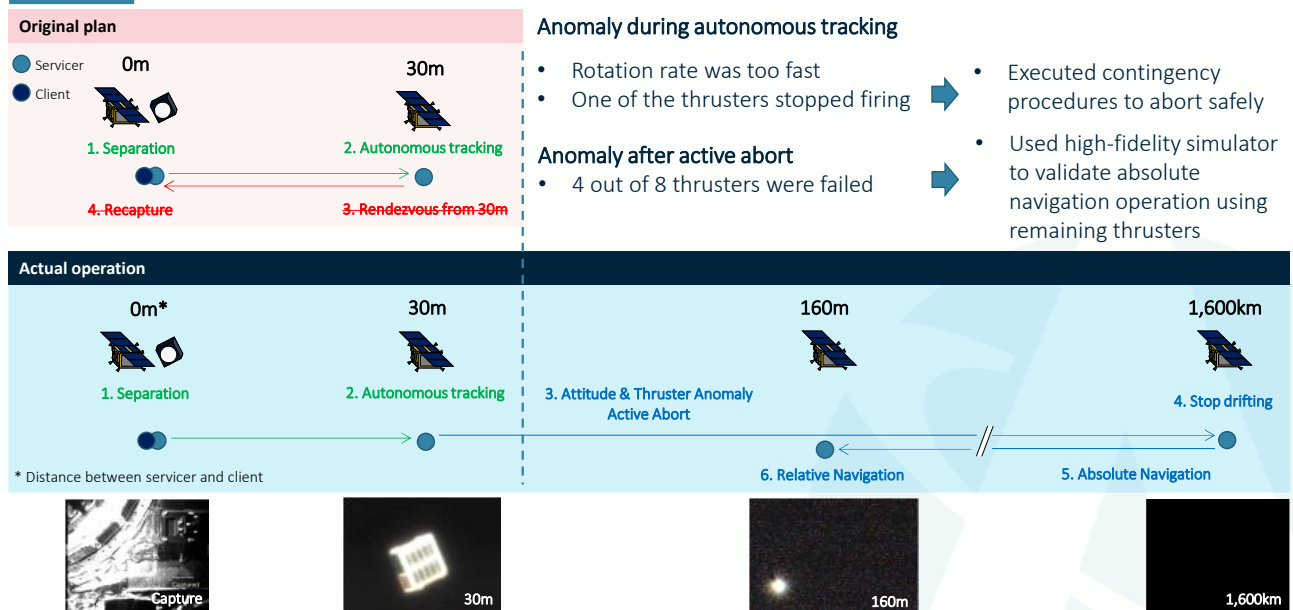 Original plan
Servicer
Client
0m
30m
1. Separation
2. Autonomous tracking
4. Recapture
3. Rendezvous from 30m
Anomaly during autonomous tracking
• Rotation rate was too fast
• One of the thrusters stopped firing
• Executed contingency
procedures to abort safely
Anomaly after active abort
• 4 out of 8 thrusters were failed
• Used high-fidelity simulator
to validate absolute
navigation operation using
remaining thrusters
Actual operation
0m*
30m
160m
1,600km
1. Separation
2. Autonomous tracking
3. Attitude & Thruster Anomaly
Active Abort
4. Stop drifting
* Distance between servicer and client
6. Relative Navigation
5. Absolute Navigation
Captured
Capture
30m
160m
1,600km